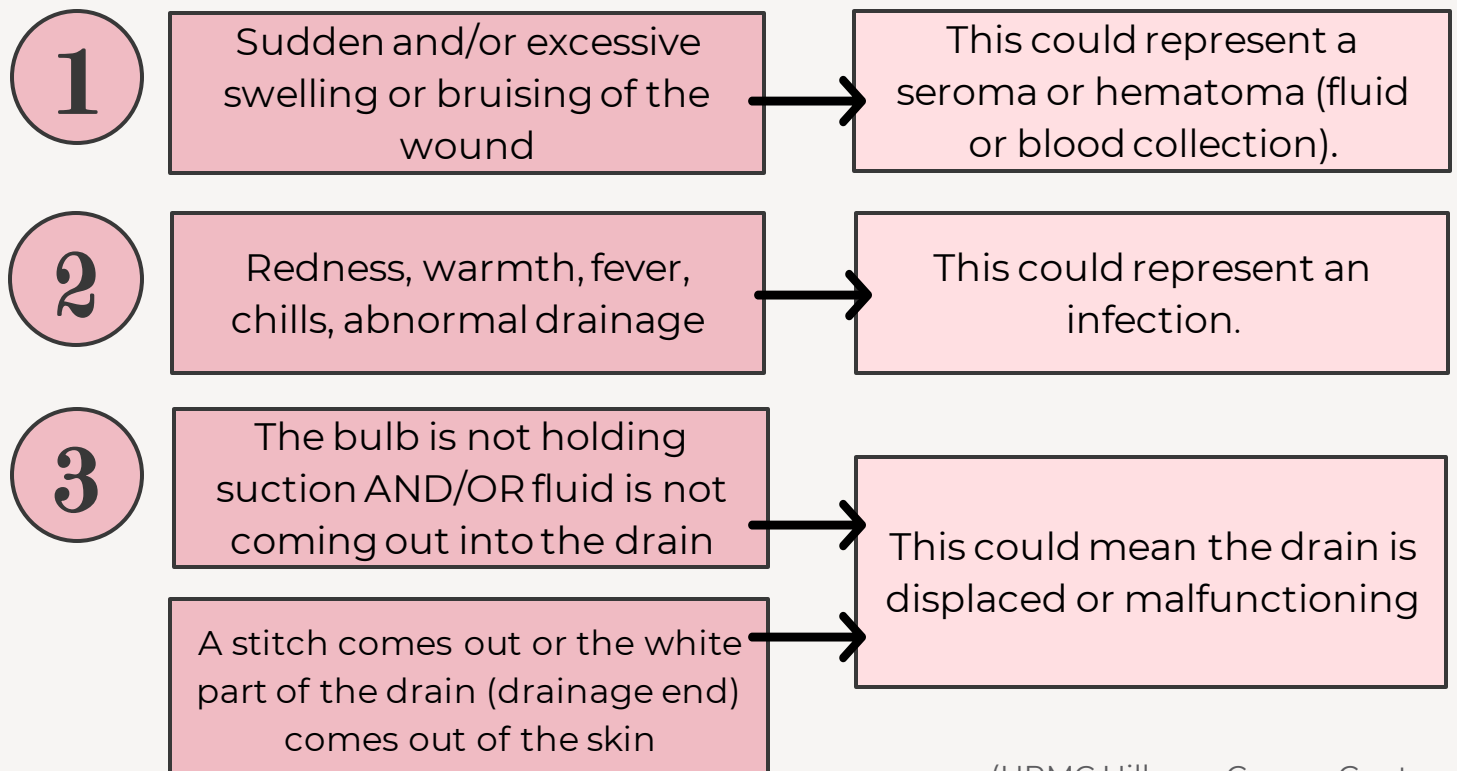 1
Sudden and/or excessive
swelling or bruising of the
wound
This could represent a
seroma or hematoma (fluid
or blood collection).
2
Redness, warmth, fever,
chills, abnormal drainage
This could represent an
infection.
3
The bulb is not holding
suction AND/OR fluid is not
coming out into the drain
A stitch comes out or the white
part of the drain (drainage end)
comes out of the skin
This could mean the drain is
displaced or malfunctioning